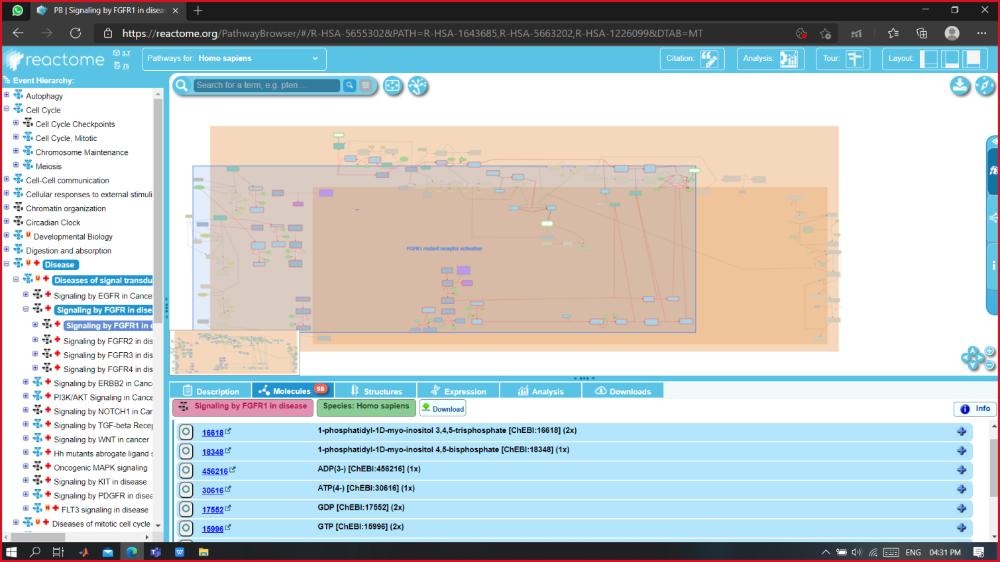 PB | Signaling by FGFR1 in disea
https://reactome.org/PathwayBrowser/#/R-HSA-5655302&PATH=R-HSA-1643685,R-HSA-5663202,R-HSA-1226099&DTAB=MT
reactome
3.7
75
Pathways for: Homo sapiens
Citation:
Analysis:
Tour:
Layout:
Event Hierarchy:
Search for a term, e.g. pten ...
Autophagy
Cell Cycle
Cell Cycle Checkpoints
Cell Cycle, Mitotic
Chromosome Maintenance
Meiosis
Cell-Cell communication
Cellular responses to external stimuli
Chromatin organization
Circadian Clock
U Developmental Biology
Digestion and absorption
U Disease
U Diseases of signal transdu
Signaling by EGFR in Cance
Signaling by FGFR in dise
Signaling by FGFR1 in d
Signaling by FGFR2 in dis
Signaling by FGFR3 in dis
Signaling by FGFR4 in dis
Signaling by ERBB2 in Canc
PI3K/AKT Signaling in Cance
Signaling by NOTCH1 in Car
Signaling by TGF-beta Rece
Signaling by WNT in cancer
Hh mutants abrogate ligand s
Oncogenic MAPK signaling
Signaling by KIT in disease
Signaling by PDGFR in disea
N FLT3 signaling in disease
U Diseases of mitotic cell cycle
FGFR1 mutant receptor activation
Description
Molecules 58
Structures
Expression
Analysis
Downloads
Signaling by FGFR1 in disease
Species: Homo sapiens
Download
Info
16618 1-phosphatidyl-1D-myo-inositol 3,4,5-trisphosphate [ChEBI:16618] (2x)
18348 1-phosphatidyl-1D-myo-inositol 4,5-bisphosphate [ChEBI:18348] (1x)
456216 ADP(3-) [ChEBI:456216] (1x)
30616 ATP(4-) [ChEBI:30616] (1x)
17552 GDP [ChEBI:17552] (2x)
15996 GTP [ChEBI:15996] (2x)
ENG 04:31 PM